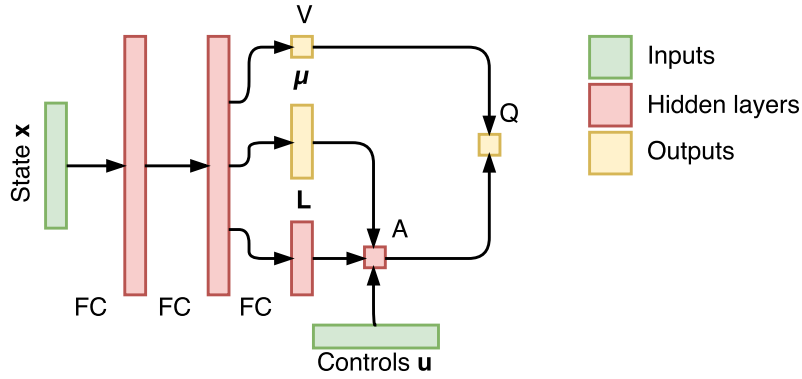 V
Inputs
μ
Hidden layers
Q
State x
Outputs
L
A
FC
FC
FC
Controls u